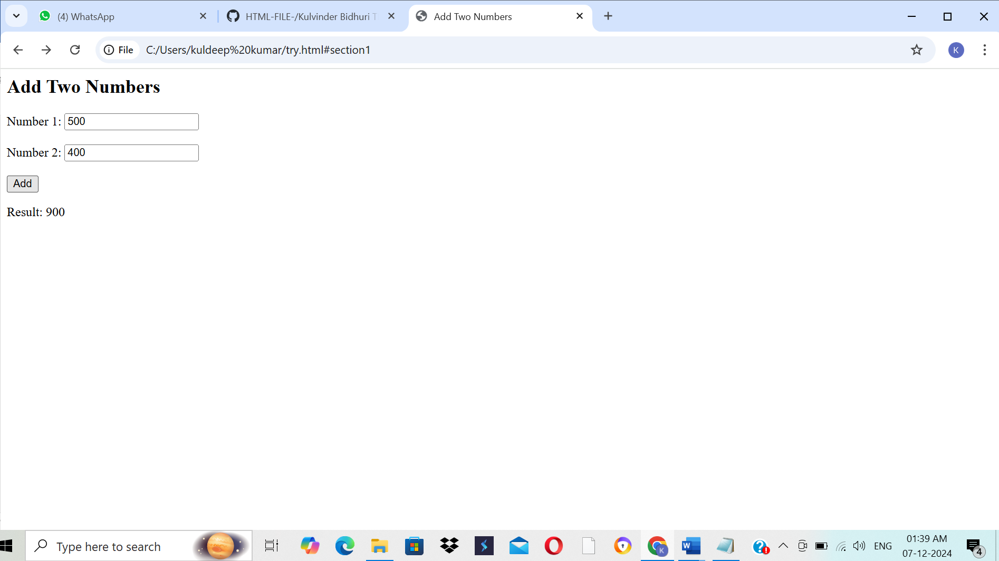 (4) WhatsApp
HTML-FILE-/Kulvinder Bidhuri T
Add Two Numbers
File
C:/Users/kuldeep%20kumar/try.html#section1
K
Add Two Numbers
Number 1: 500
Number 2: 400
Add
Result: 900
Type here to search
K
W
ENG
01:39 AM
07-12-2024
4